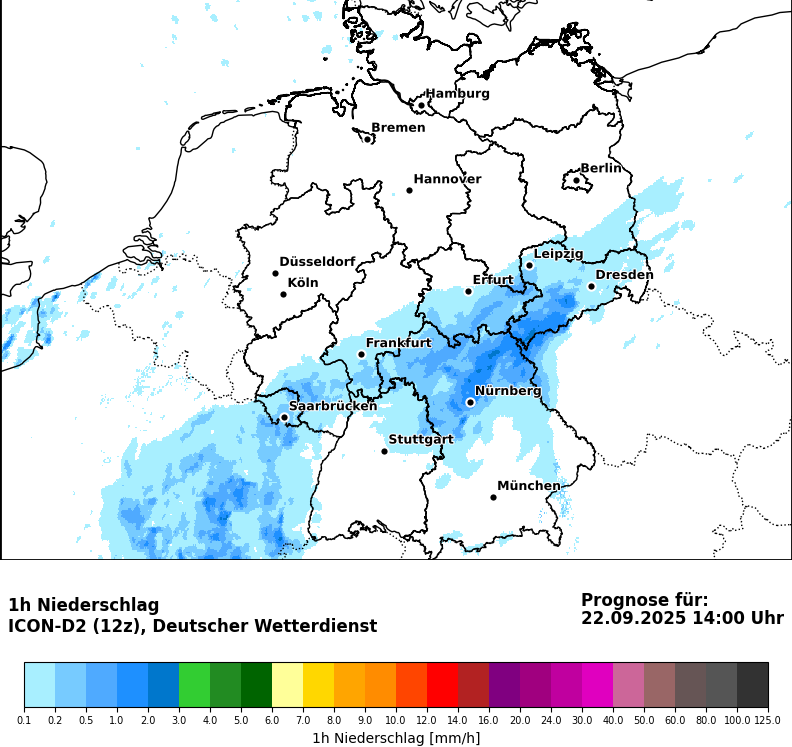 Hamburg
Bremen
Berlin
Hannover
Leipzig
Düsseldorf
Dresden
Erfurt
Köln
Frankfurt
Nürnberg
Saarbrücken
Stuttgart
München
1h Niederschlag
ICON-D2 (12z), Deutscher Wetterdienst
Prognose für:
22.09.2025 14:00 Uhr
0.1 0.2 0.5 1.0 2.0 3.0 4.0 5.0 6.0 7.0 8.0 9.0 10.0 12.0 14.0 16.0 20.0 24.0 30.0 40.0 50.0 60.0 80.0 100.0 125.0
1h Niederschlag [mm/h]